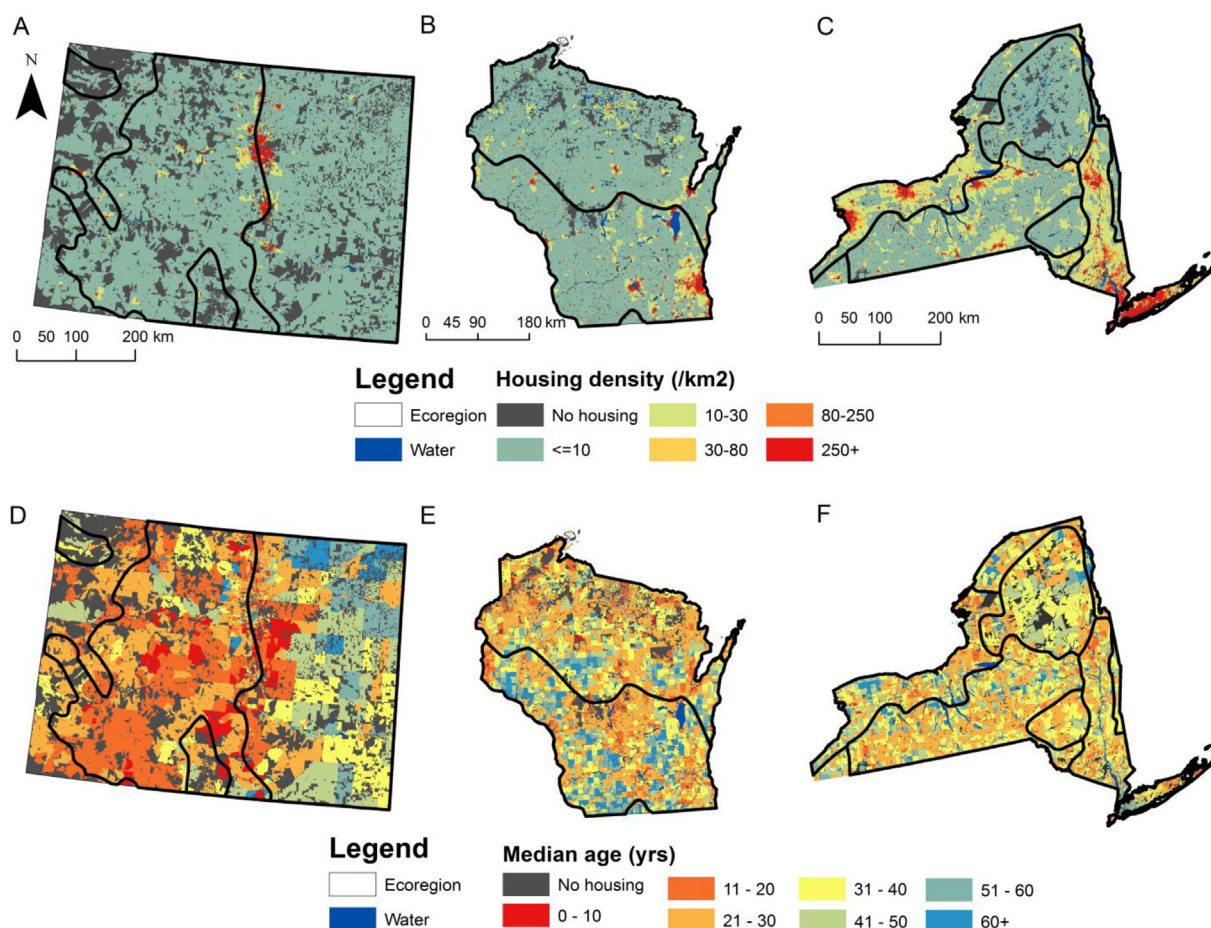 A
B
C
N
0 50 100 200 km
0 45 90 180 km
0 50 100 200 km
Legend
Housing density (/km2)
Ecoregion
No housing
10-30
80-250
Water
<=10
30-80
250+
D
E
F
Legend
Median age (yrs)
Ecoregion
No housing
11 - 20
31 - 40
51 - 60
Water
0 - 10
21 - 30
41 - 50
60+